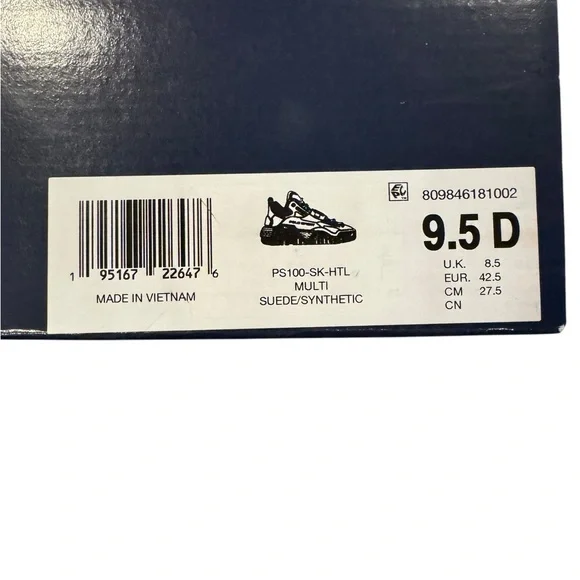 1 95167 22647 6
MADE IN VIETNAM
PS100-SK-HTL
MULTI
SUEDE/SYNTHETIC
809846181002
9.5 D
U.K. 8.5
EUR. 42.5
CM 27.5
CN